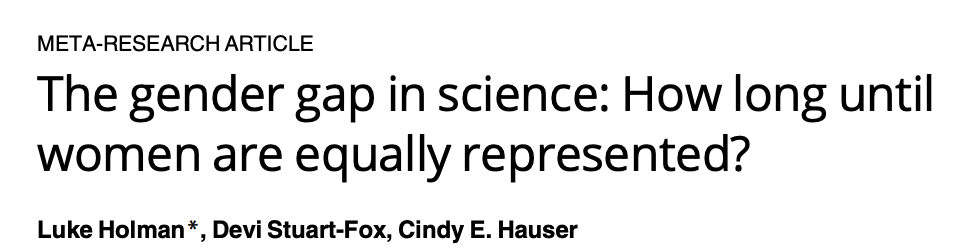 META-RESEARCH ARTICLE
The gender gap in science: How long until
women are equally represented?
Luke Holman*, Devi Stuart-Fox, Cindy E. Hauser